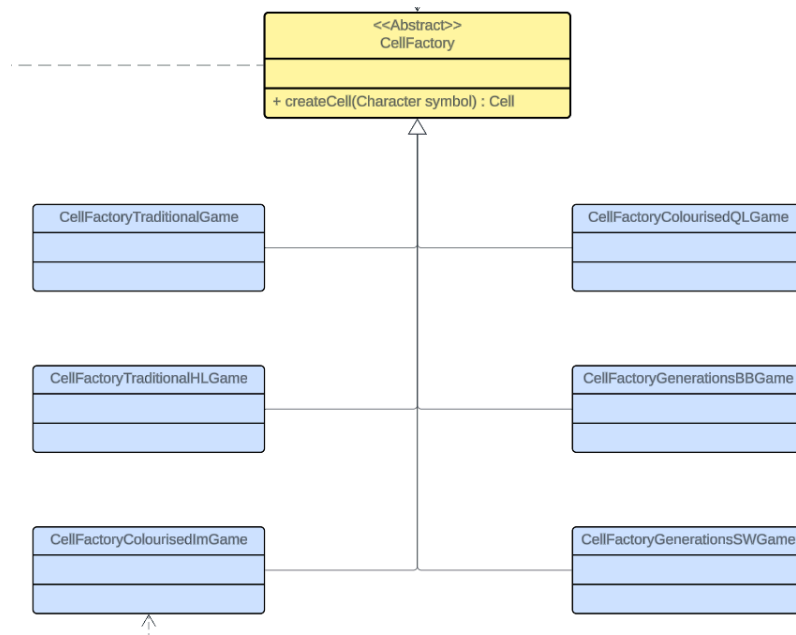 <<Abstract>>
CellFactory
+ createCell(Character symbol) : Cell
CellFactoryTraditionalGame
CellFactoryColourisedQLGame
CellFactoryTraditionalHLGame
CellFactoryGenerationsBBGame
CellFactoryColourisedImGame
CellFactoryGenerationsSWGame